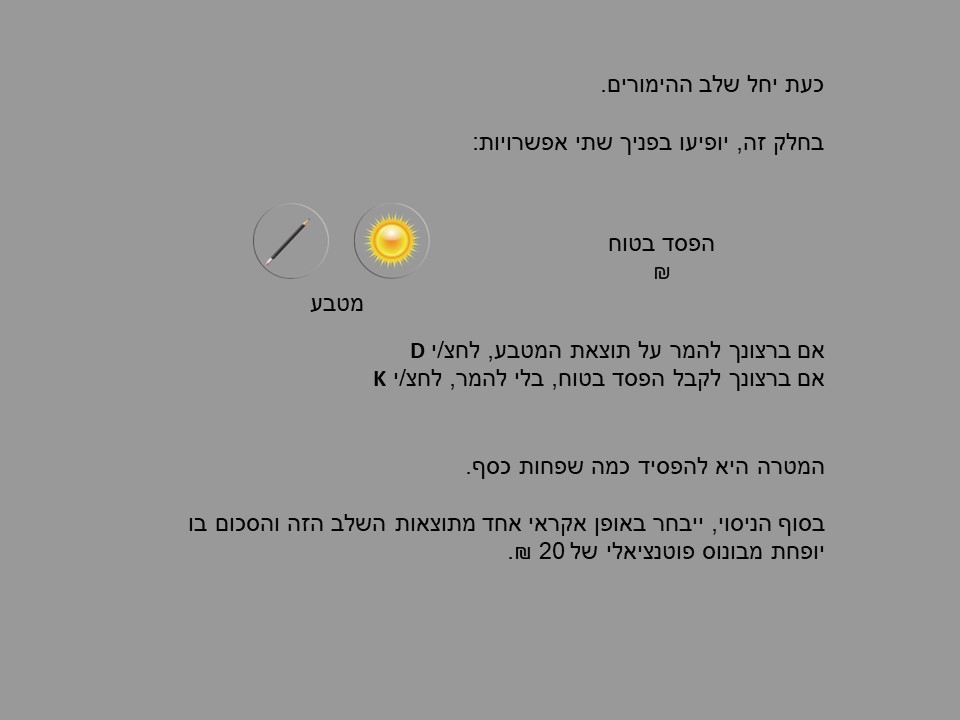 כעת יחל שלב ההימורים.
בחלק זה, יופיעו בפניך שתי אפשרויות:
הפסד בטוח
₪
מטבע
אם ברצונך להמר על תוצאת המטבע, לחצ/י D
אם ברצונך לקבל הפסד בטוח, בלי להמר, לחצ/י K
המטרה היא להפסיד כמה שפחות כסף.
בסוף הניסוי, ייבחר באופן אקראי אחד מתוצאות השלב הזה והסכום בו
יופחת מבונוס פוטנציאלי של 20 ₪.